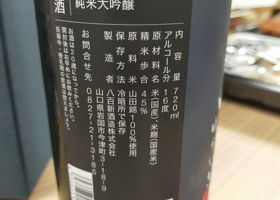 酒 純米大吟醸
内容量 720ml
アルコール分 16度
原材料名 米(国産)、米麹(国産米)
精米歩合 45%
原料米 山田錦100%使用
保存方法 冷暗所で保存
製造者 八百新酒造株式会社
山口県岩国市今津町3-18-9
お問合せ先 0827-21-3185
お酒は20歳になってから。